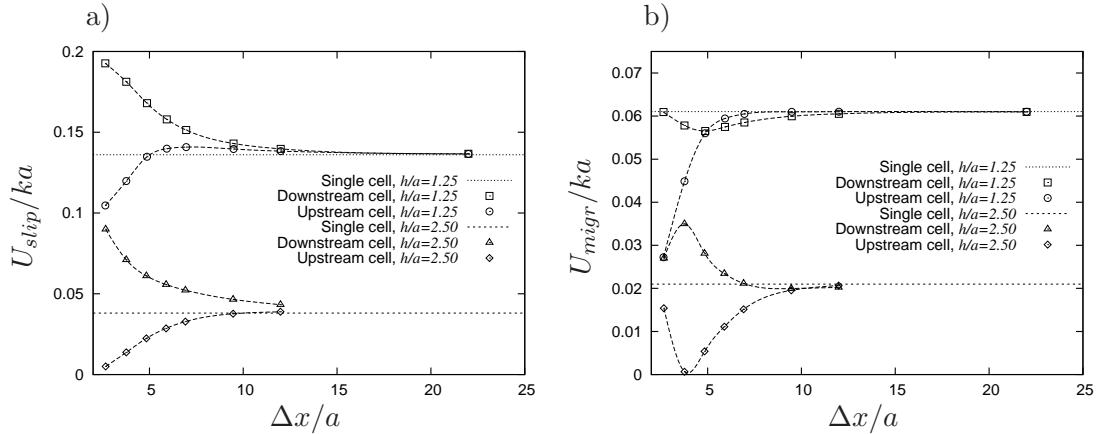 a)
0.2
0.15
0.1
0.05
0
5 10 15 20 25
U_slip/ka
Δx/a
Single cell, h/a=1.25
Downstream cell, h/a=1.25
Upstream cell, h/a=1.25
Single cell, h/a=2.50
Downstream cell, h/a=2.50
Upstream cell, h/a=2.50
b)
0.07
0.06
0.05
0.04
0.03
0.02
0.01
0
5 10 15 20 25
U_migr/ka
Δx/a
Single cell, h/a=1.25
Downstream cell, h/a=1.25
Upstream cell, h/a=1.25
Single cell, h/a=2.50
Downstream cell, h/a=2.50
Upstream cell, h/a=2.50